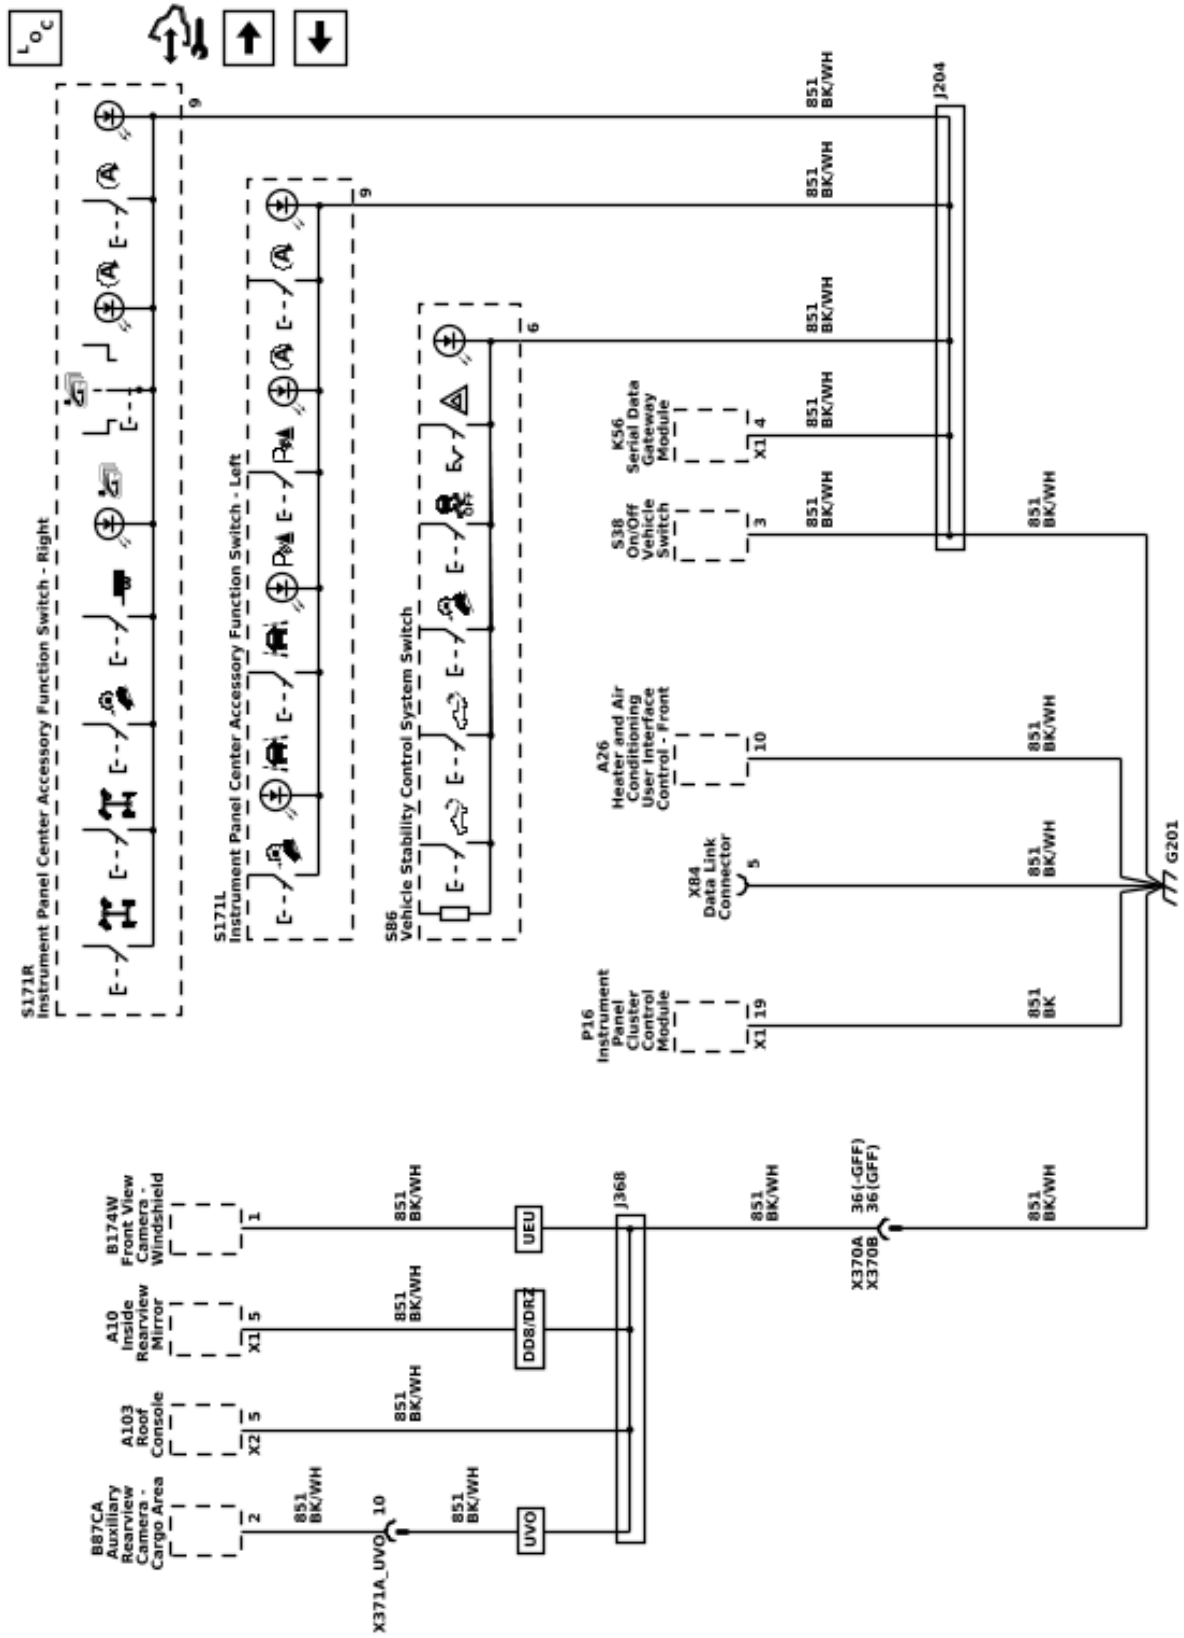 L O C
S171R
Instrument Panel Center Accessory Function Switch - Right
A
A
9
S171L
Instrument Panel Center Accessory Function Switch - Left
P
P
A
A
9
S86
Vehicle Stability Control System Switch
OFF
6
B87CA
Auxiliary
Rearview
Camera -
Cargo Area
2
851
BK/WH
X371A_UVO
10
851
BK/WH
UVO
A103
Roof
Console
X2
5
851
BK/WH
A10
Inside
Rearview
Mirror
X1
5
851
BK/WH
DD8/DRZ
B174W
Front View
Camera -
Windshield
1
851
BK/WH
UEU
J368
851
BK/WH
X370A
36(-GFF)
X370B
36(GFF)
851
BK/WH
P16
Instrument
Panel
Cluster
Control
Module
X1
19
851
BK
X84
Data Link
Connector
5
851
BK/WH
A26
Heater and Air
Conditioning
User Interface
Control - Front
10
851
BK/WH
S38
On/Off
Vehicle
Switch
3
851
BK/WH
K56
Serial Data
Gateway
Module
X1
4
851
BK/WH
851
BK/WH
851
BK/WH
851
BK/WH
J204
851
BK/WH
G201